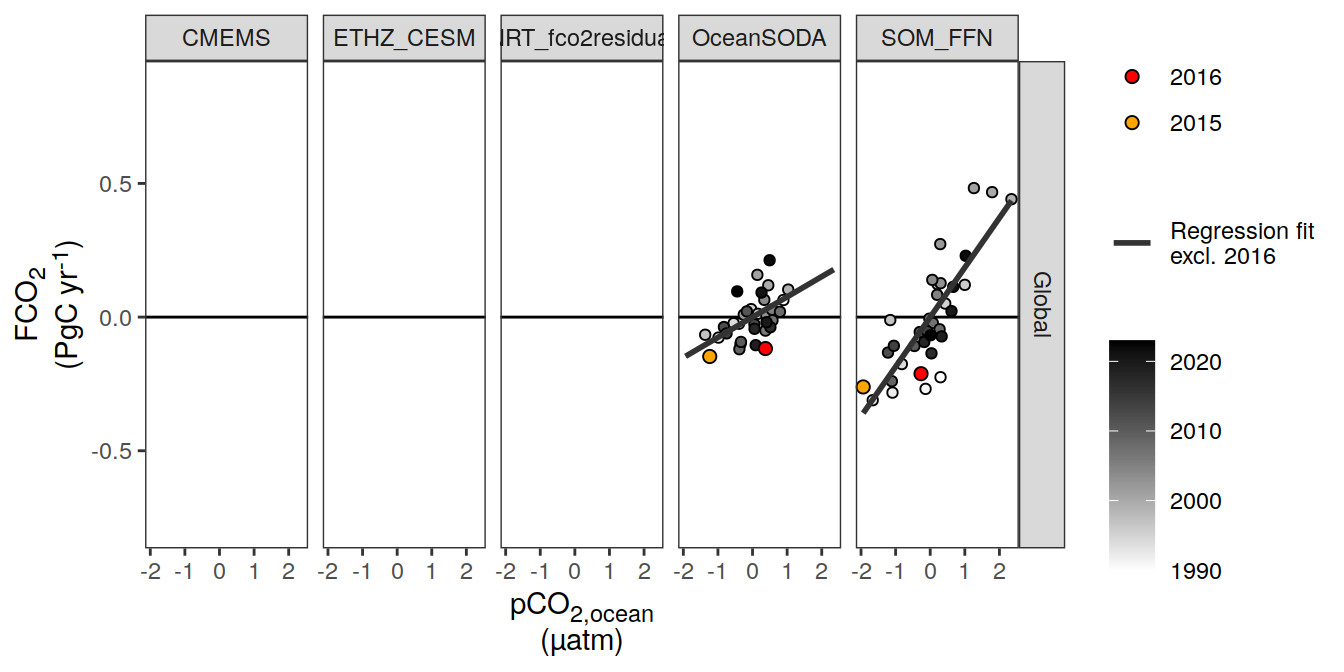 CMEMS
ETHZ_CESM
NRT_fco2residua
OceanSODA
SOM_FFN
Global
0.5
0.0
-0.5
FCO2
(PgC yr-1)
-2 -1 0 1 2
-2 -1 0 1 2
-2 -1 0 1 2
-2 -1 0 1 2
-2 -1 0 1 2
pCO2,ocean
(µatm)
2016
2015
Regression fit
excl. 2016
2020
2010
2000
1990